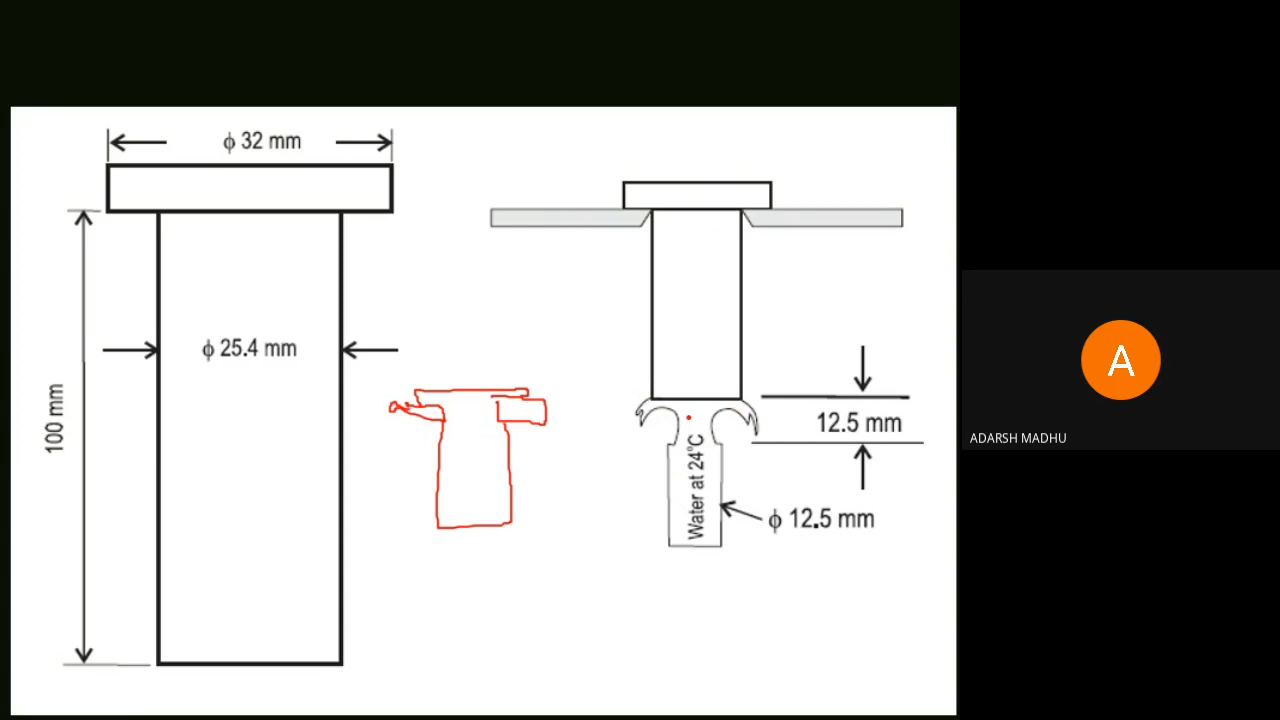 ϕ 32 mm
ϕ 25.4 mm
100 mm
12.5 mm
Water at 24°C
ϕ 12.5 mm
A
ADARSH MADHU